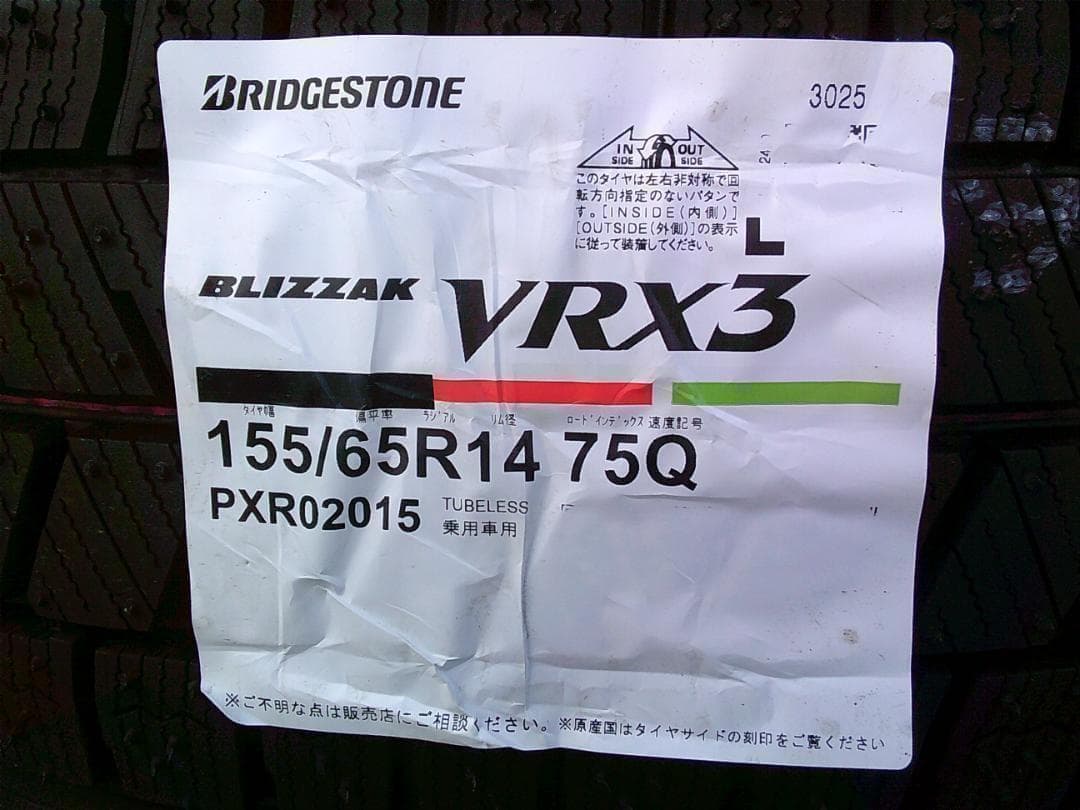 BRIDGESTONE
3025
IN OUT
SIDE SIDE
このタイヤは左右非対称で回
転方向指定のないパタンで
す。[INSIDE(内側)]
[OUTSIDE(外側)]の表示
に従って装着してください。
L
BLIZZAK VRX3
タイヤ幅 偏平率 ラジアル リム径 ロードインデックス 速度記号
155/65R14 75Q
PXR02015 TUBELESS
乗用車用
※ご不明な点は販売店にご相談ください。※原産国はタイヤサイドの刻印をご覧ください